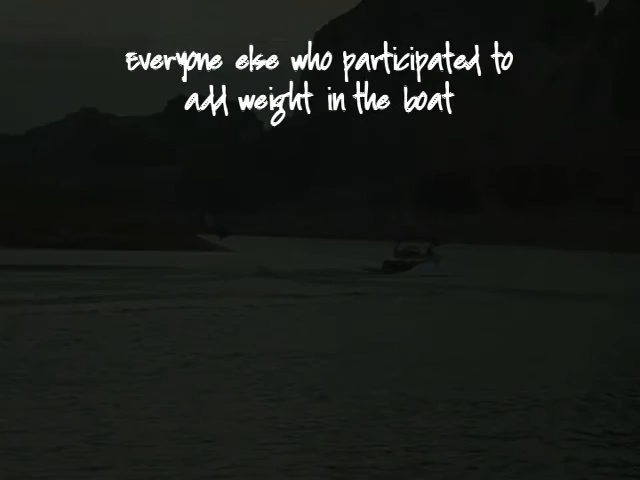 Everyone else who participated to
add weight in the boat